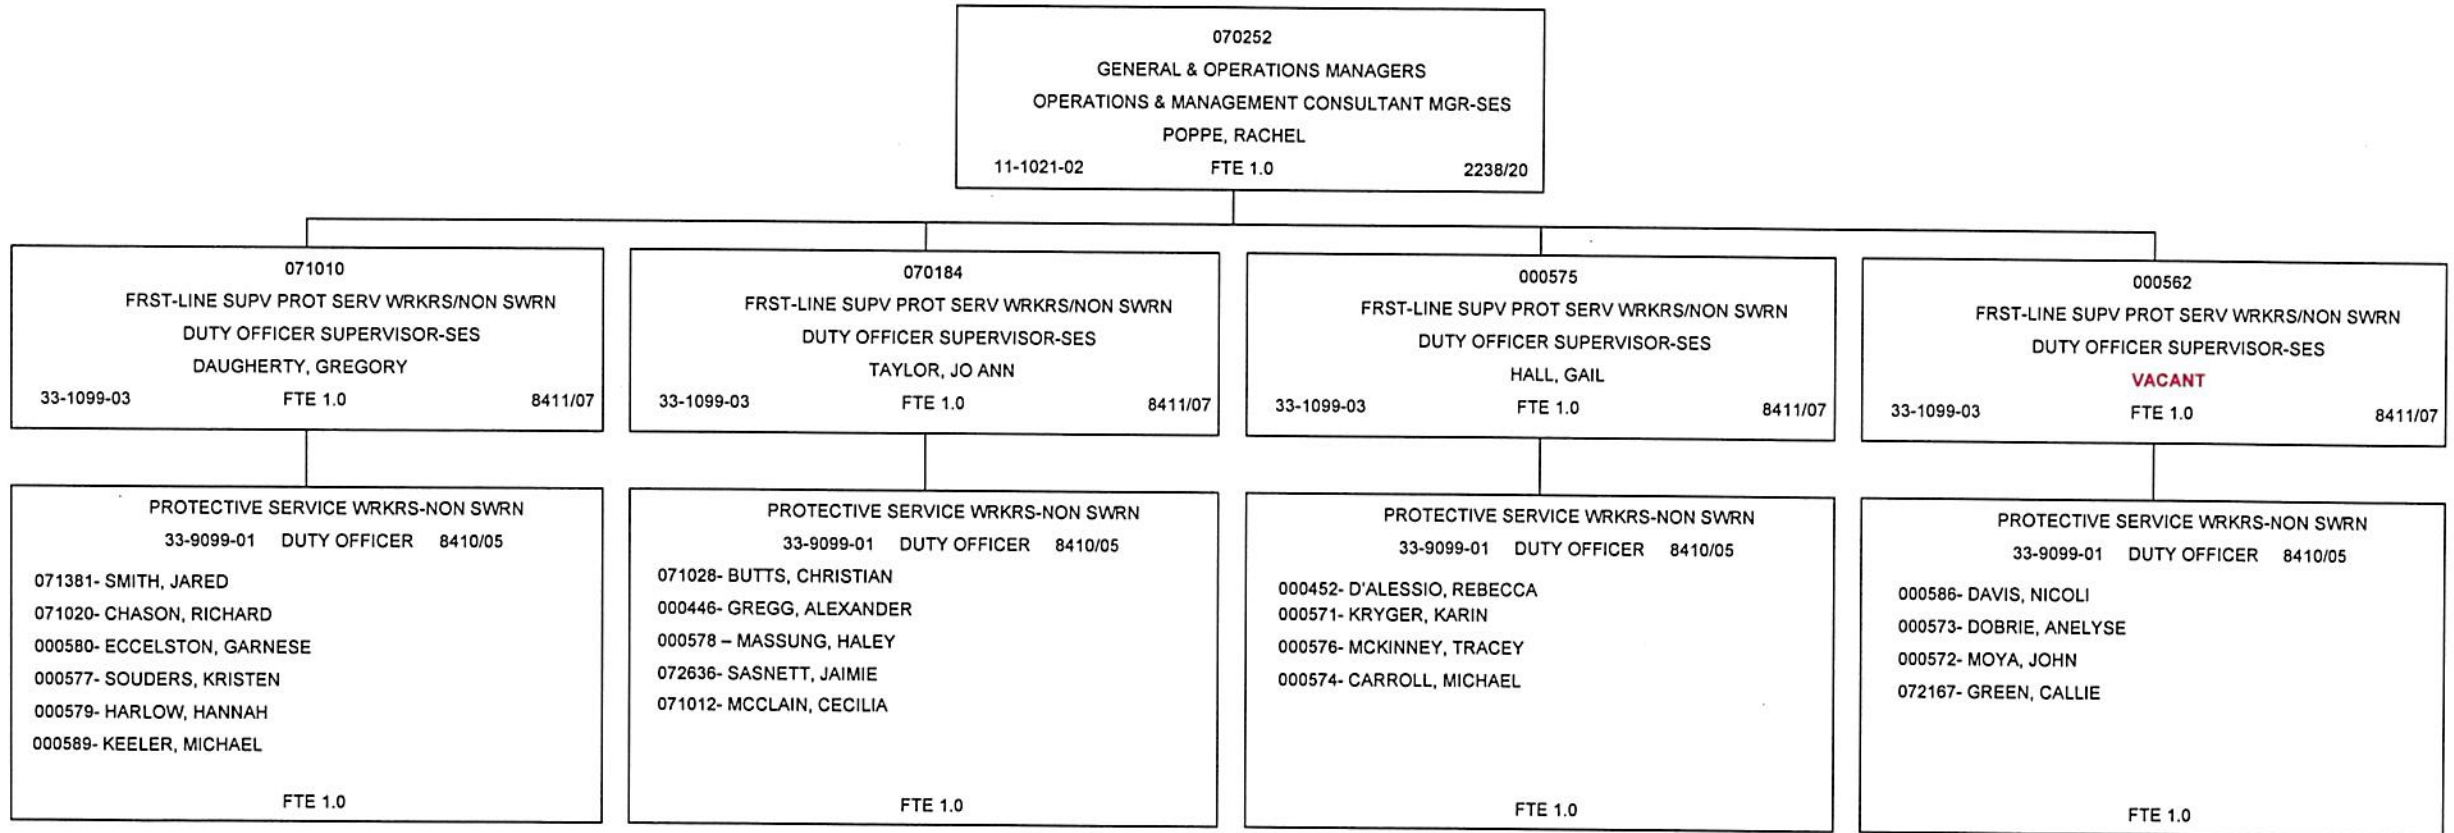 070252
GENERAL & OPERATIONS MANAGERS
OPERATIONS & MANAGEMENT CONSULTANT MGR-SES
POPPE, RACHEL
11-1021-02 FTE 1.0 2238/20
071010
FRST-LINE SUPV PROT SERV WRKRS/NON SWRN
DUTY OFFICER SUPERVISOR-SES
DAUGHERTY, GREGORY
33-1099-03 FTE 1.0 8411/07
070184
FRST-LINE SUPV PROT SERV WRKRS/NON SWRN
DUTY OFFICER SUPERVISOR-SES
TAYLOR, JO ANN
33-1099-03 FTE 1.0 8411/07
000575
FRST-LINE SUPV PROT SERV WRKRS/NON SWRN
DUTY OFFICER SUPERVISOR-SES
HALL, GAIL
33-1099-03 FTE 1.0 8411/07
000562
FRST-LINE SUPV PROT SERV WRKRS/NON SWRN
DUTY OFFICER SUPERVISOR-SES
VACANT
33-1099-03 FTE 1.0 8411/07
PROTECTIVE SERVICE WRKRS-NON SWRN
33-9099-01 DUTY OFFICER 8410/05
071381- SMITH, JARED
071020- CHASON, RICHARD
000580- ECCELSTON, GARNESE
000577- SOUDERS, KRISTEN
000579- HARLOW, HANNAH
000589- KEELER, MICHAEL
FTE 1.0
PROTECTIVE SERVICE WRKRS-NON SWRN
33-9099-01 DUTY OFFICER 8410/05
071028- BUTTS, CHRISTIAN
000446- GREGG, ALEXANDER
000578 – MASSUNG, HALEY
072636- SASNETT, JAIMIE
071012- MCCLAIN, CECILIA
FTE 1.0
PROTECTIVE SERVICE WRKRS-NON SWRN
33-9099-01 DUTY OFFICER 8410/05
000452- D'ALESSIO, REBECCA
000571- KRYGER, KARIN
000576- MCKINNEY, TRACEY
000574- CARROLL, MICHAEL
FTE 1.0
PROTECTIVE SERVICE WRKRS-NON SWRN
33-9099-01 DUTY OFFICER 8410/05
000586- DAVIS, NICOLI
000573- DOBRIE, ANELYSE
000572- MOYA, JOHN
072167- GREEN, CALLIE
FTE 1.0